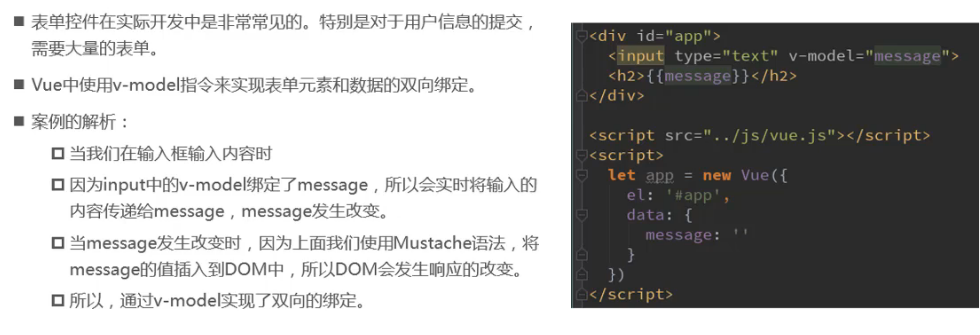 ■ 表单控件在实际开发中是非常常见的。特别是对于用户信息的提交，
需要大量的表单。
■ Vue中使用v-model指令来实现表单元素和数据的双向绑定。
■ 案例的解析：
□ 当我们在输入框输入内容时
□ 因为input中的v-model绑定了message，所以会实时将输入的
内容传递给message，message发生改变。
□ 当message发生改变时，因为上面我们使用Mustache语法，将
message的值插入到DOM中，所以DOM会发生响应的改变。
□ 所以，通过v-model实现了双向的绑定。
<div id="app">
  <input type="text" v-model="message">
  <h2>{{message}}</h2>
</div>
<script src="../js/vue.js"></script>
<script>
  let app = new Vue({
    el: '#app',
    data: {
      message: ''
    }
  })
</script>